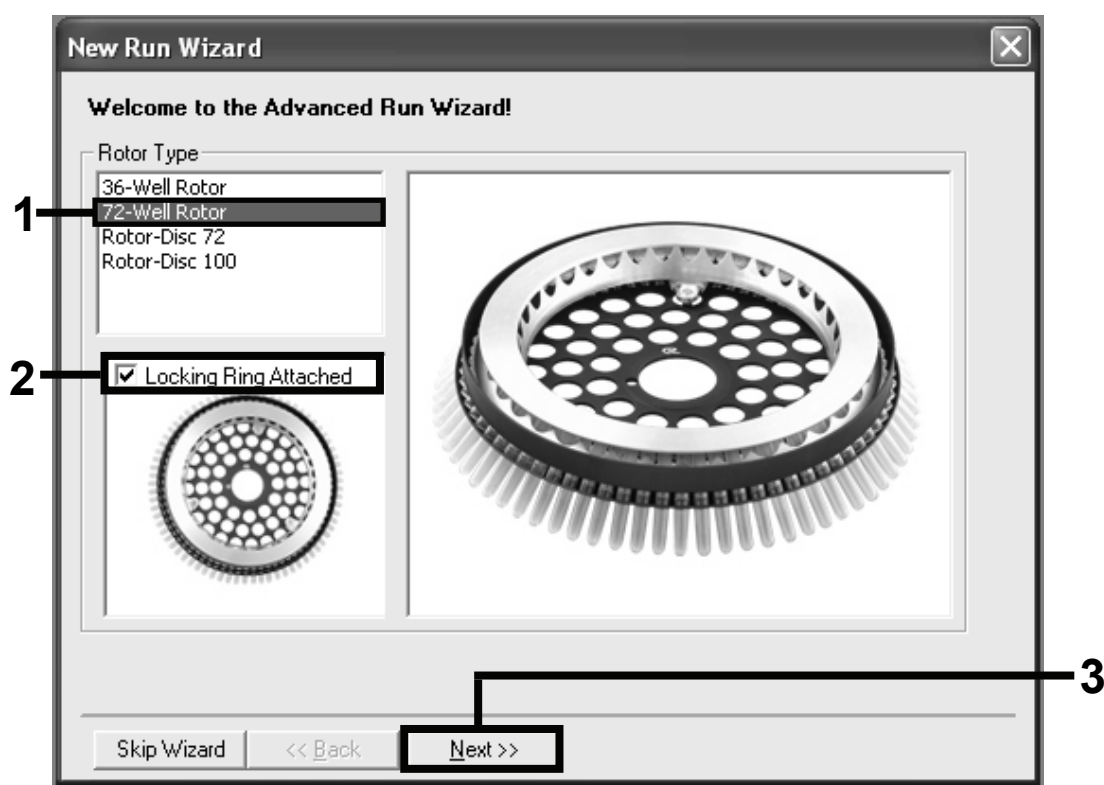 New Run Wizard
Welcome to the Advanced Run Wizard!
Rotor Type
36-Well Rotor
1
72-Well Rotor
Rotor-Disc 72
Rotor-Disc 100
2
Locking Ring Attached
3
Skip Wizard
<< Back
Next >>